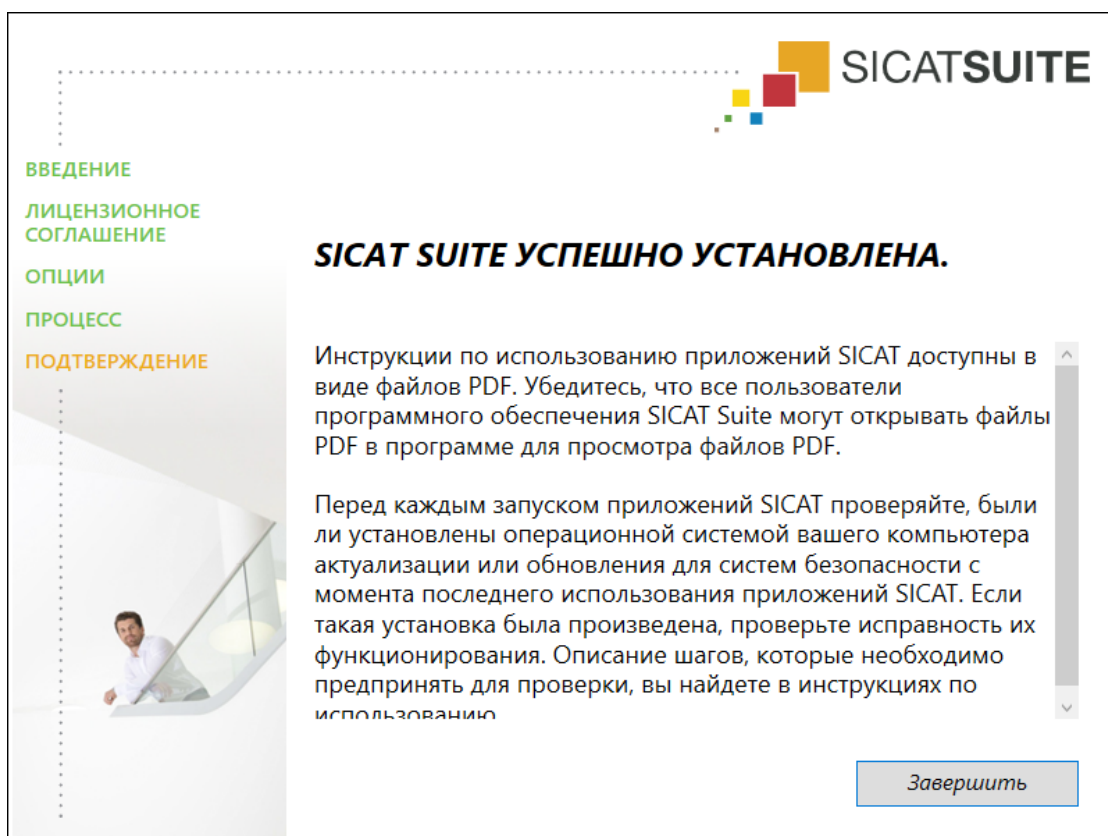 SICATSUITE
ВВЕДЕНИЕ
ЛИЦЕНЗИОННОЕ
СОГЛАШЕНИЕ
ОПЦИИ
ПРОЦЕСС
ПОДТВЕРЖДЕНИЕ
SICAT SUITE УСПЕШНО УСТАНОВЛЕНА.
Инструкции по использованию приложений SICAT доступны в
виде файлов PDF. Убедитесь, что все пользователи
программного обеспечения SICAT Suite могут открывать файлы
PDF в программе для просмотра файлов PDF.
Перед каждым запуском приложений SICAT проверяйте, были
ли установлены операционной системой вашего компьютера
актуализации или обновления для систем безопасности с
момента последнего использования приложений SICAT. Если
такая установка была произведена, проверьте исправность их
функционирования. Описание шагов, которые необходимо
предпринять для проверки, вы найдете в инструкциях по
использованию.
Завершить